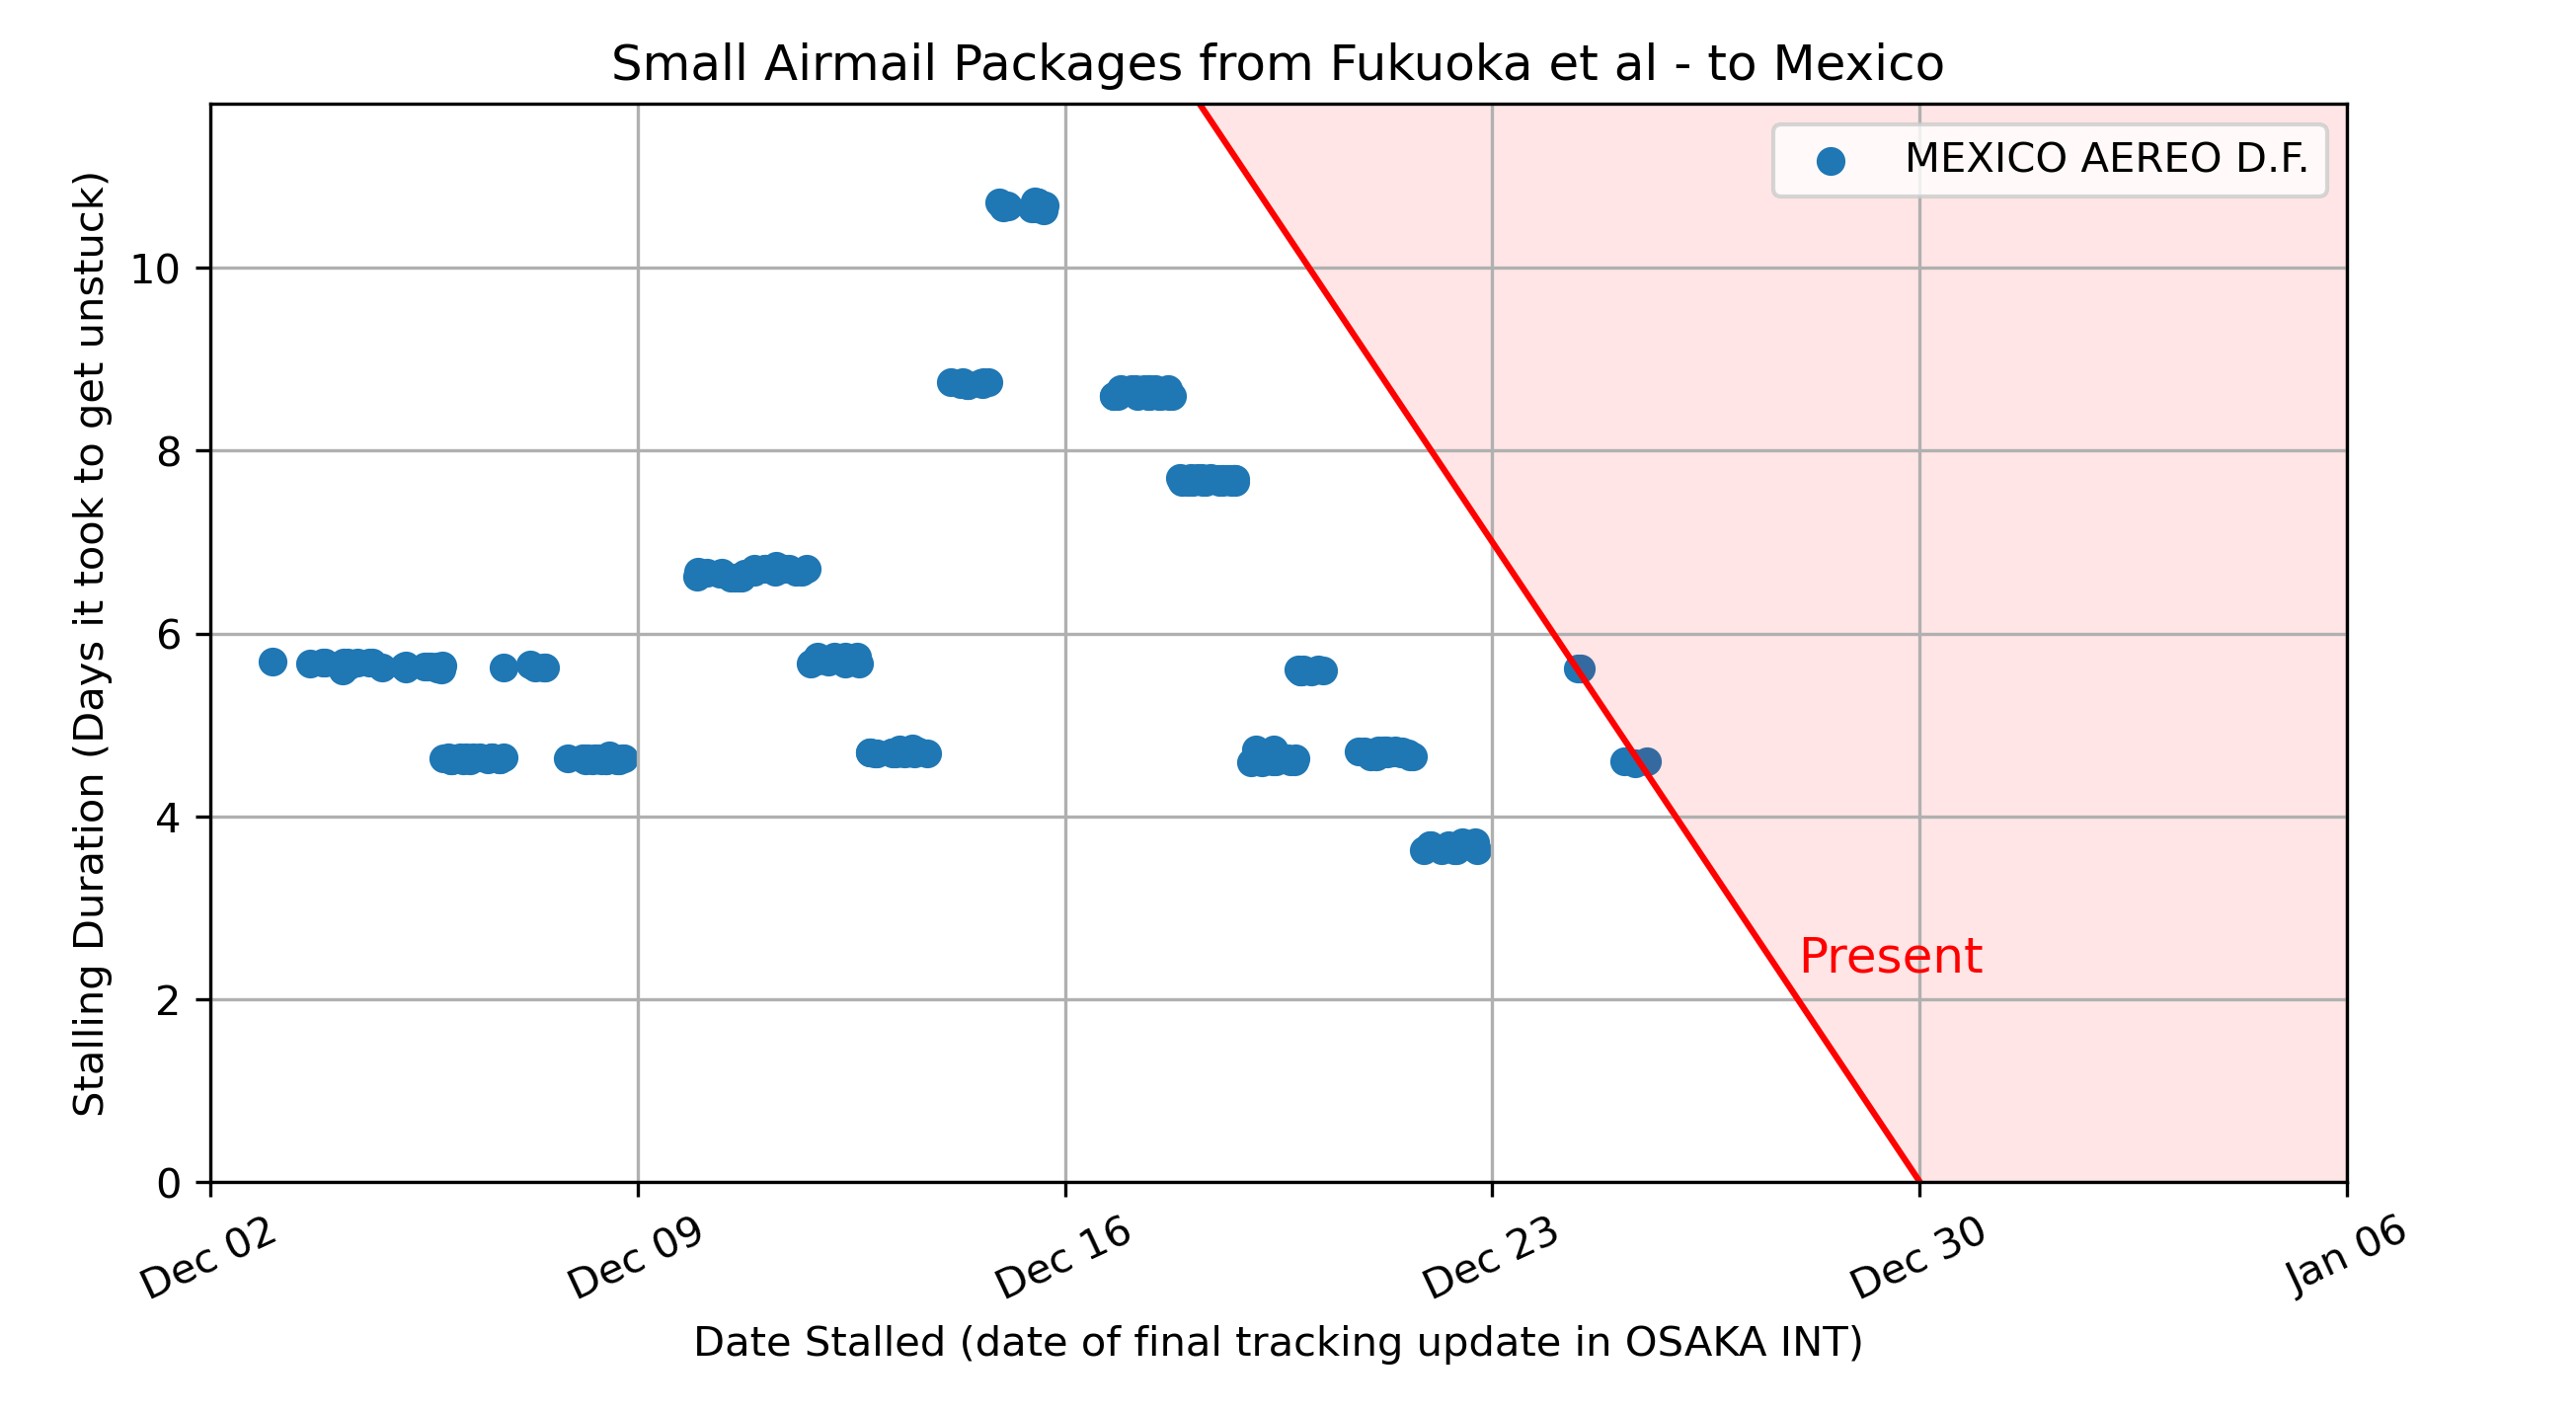 Small Airmail Packages from Fukuoka et al - to Mexico
MEXICO AEREO D.F.
Stalling Duration (Days it took to get unstuck)
10
8
6
4
2
0
Present
Dec 02
Dec 09
Dec 16
Dec 23
Dec 30
Jan 06
Date Stalled (date of final tracking update in OSAKA INT)